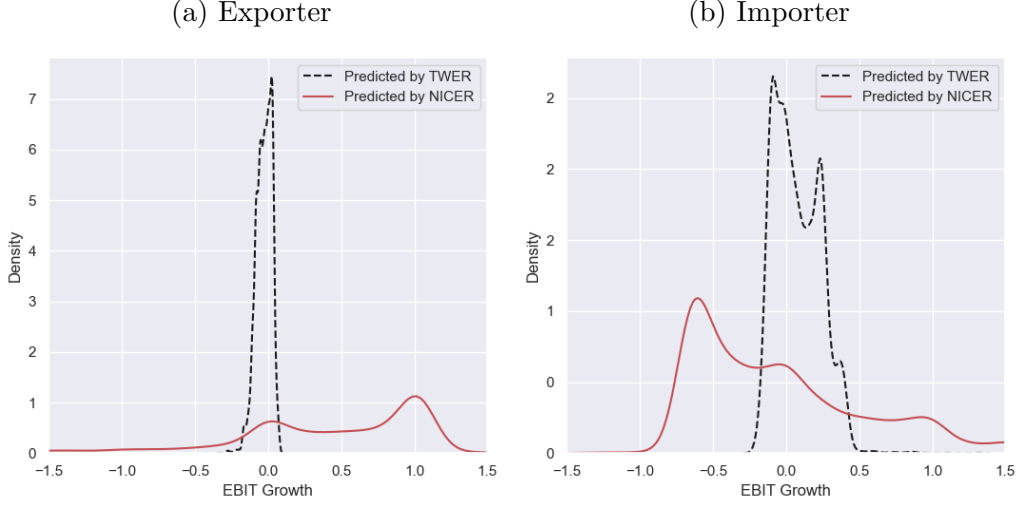 (a) Exporter
Predicted by TWER
Predicted by NICER
7
6
5
4
3
2
1
0
Density
−1.5 −1.0 −0.5 0.0 0.5 1.0 1.5
EBIT Growth
(b) Importer
Predicted by TWER
Predicted by NICER
2
2
2
1
0
0
Density
−1.5 −1.0 −0.5 0.0 0.5 1.0 1.5
EBIT Growth